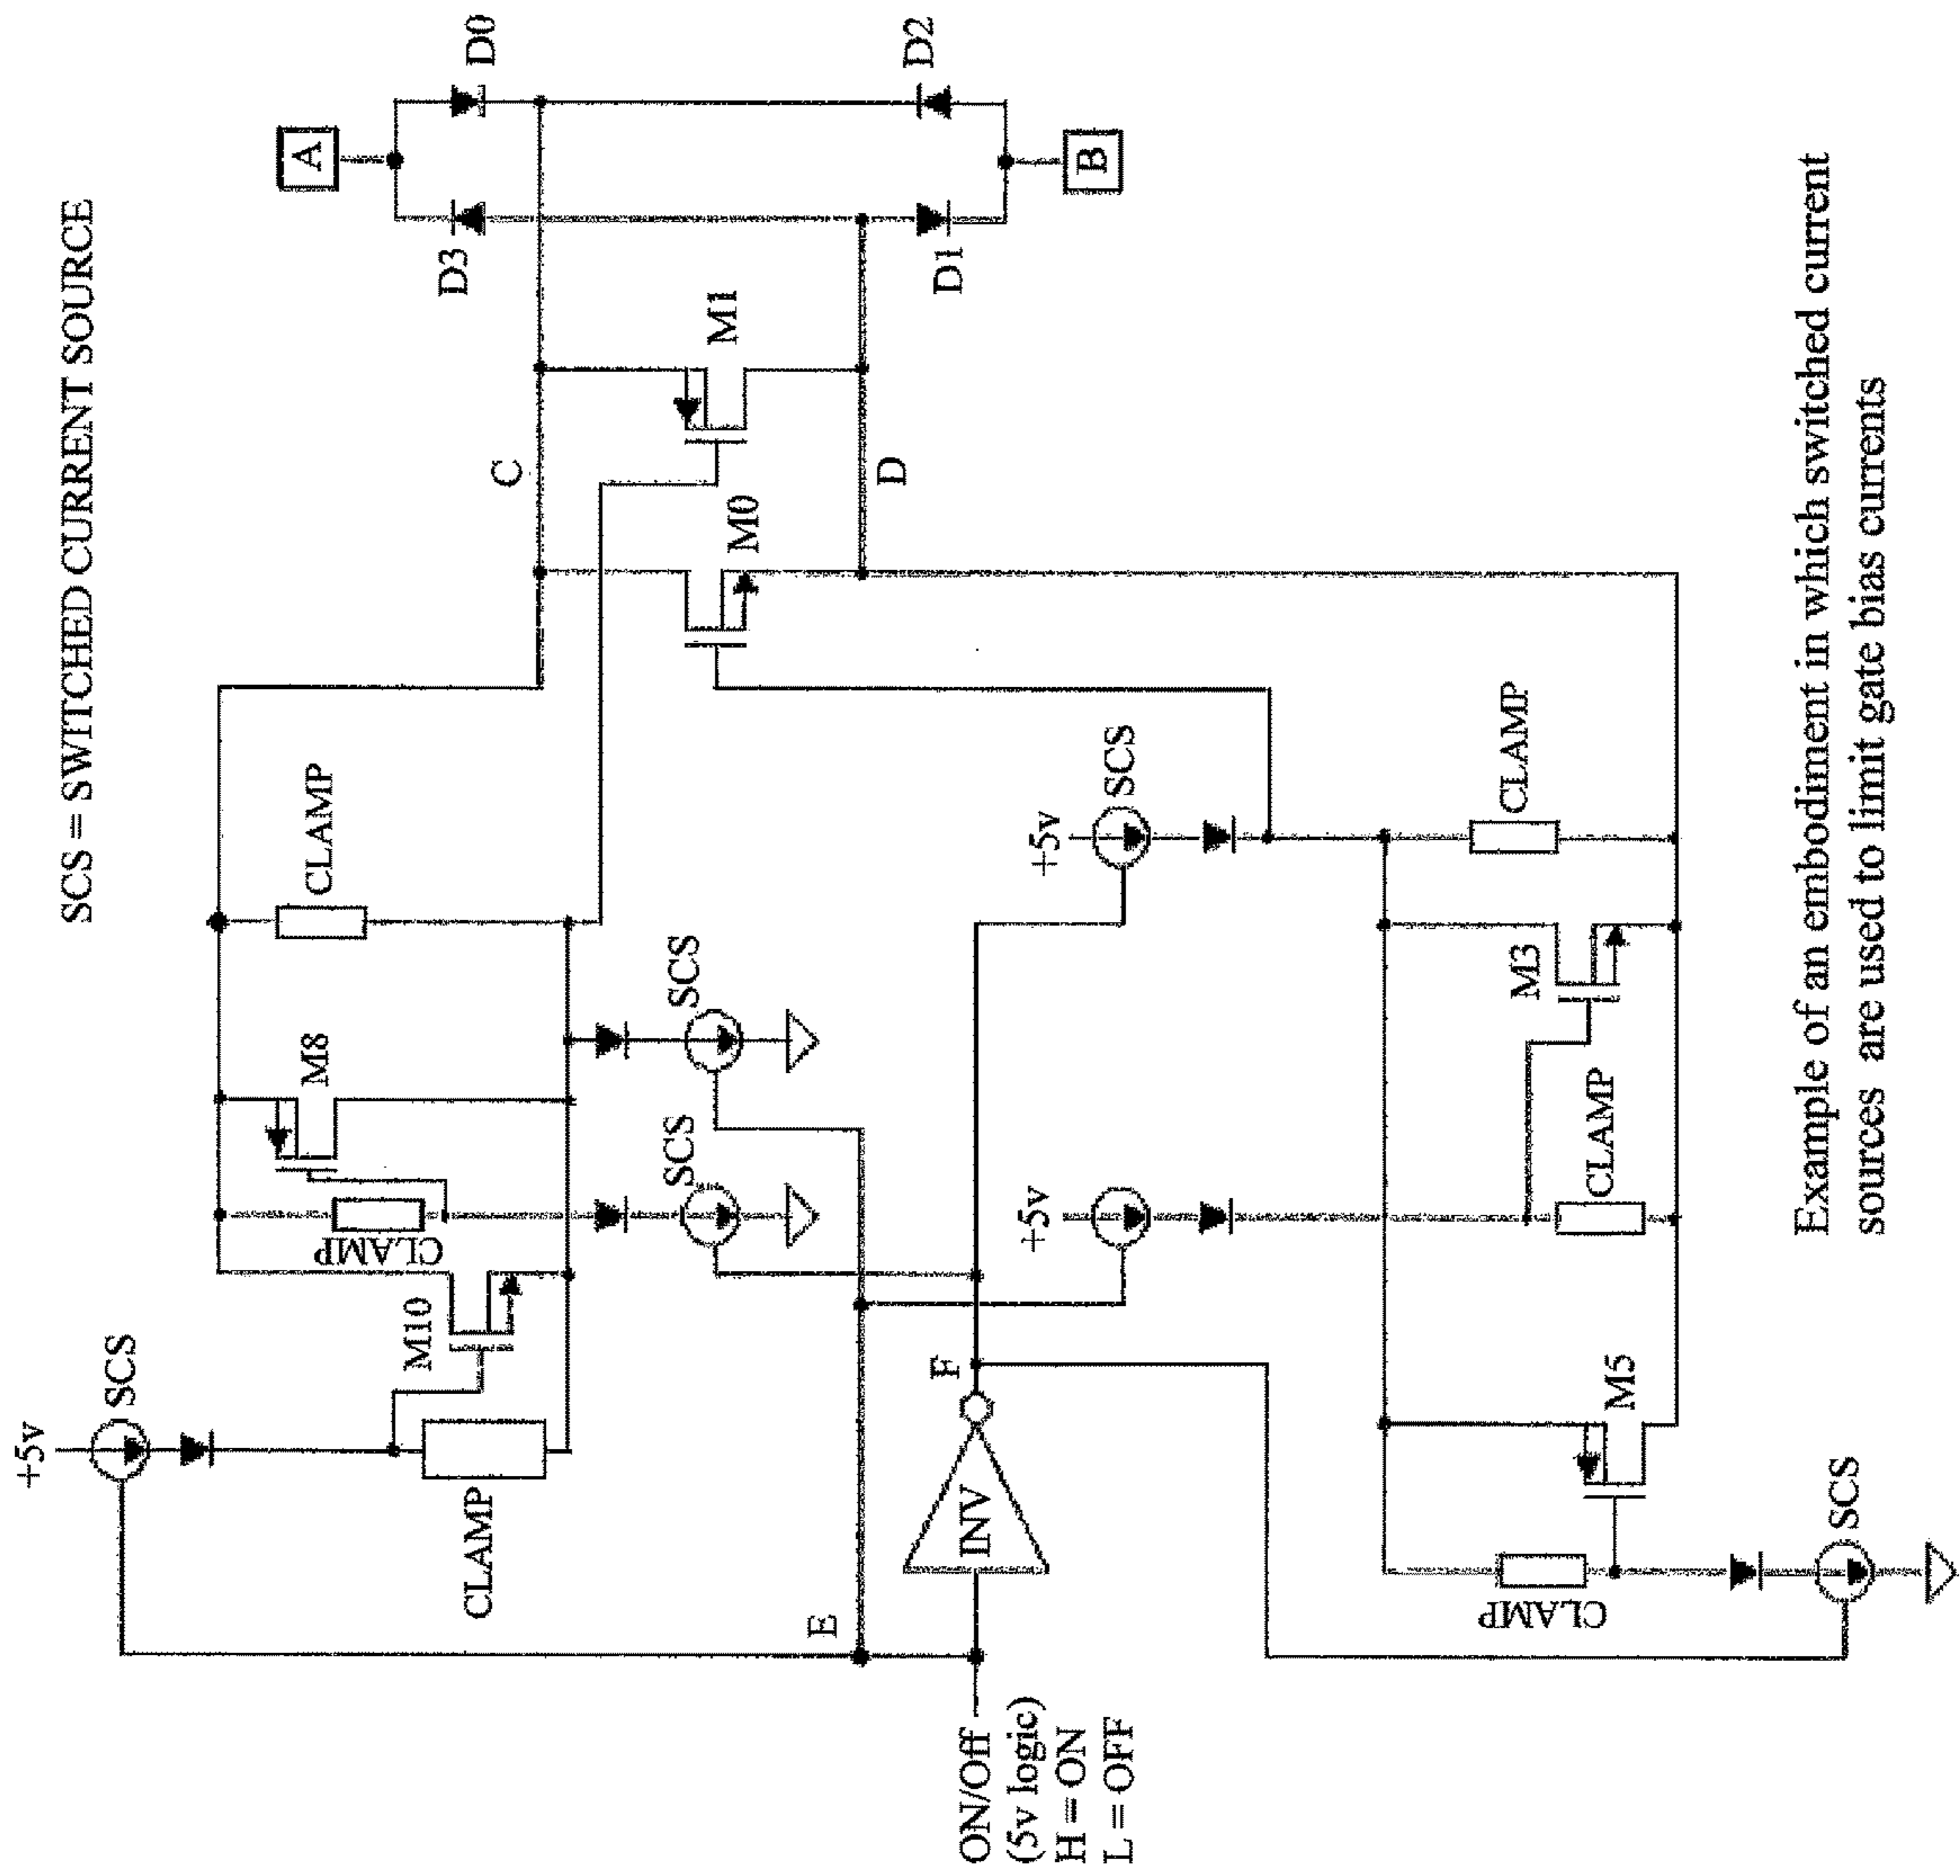 SCS = SWITCHED CURRENT SOURCE
+5v
SCS
CLAMP
M10
CLAMP
M8
CLAMP
SCS
SCS
C
M0
M1
D
A
D3
D0
D1
D2
B
E
INV
F
ON/Off
(5v logic)
H = ON
L = OFF
+5v
+5v
SCS
CLAMP
M5
SCS
CLAMP
M3
CLAMP
Example of an embodiment in which switched current
sources are used to limit gate bias currents